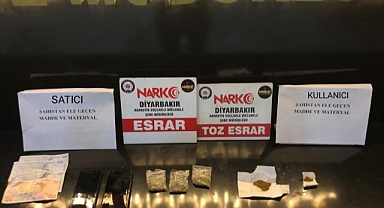 SATICI
ŞAHISTAN ELE GEÇEN
MADDE VE MATERYAL
NARKO
DİYARBAKIR
NARKOTİK SUÇLARLA MÜCADELE
ŞUBE MÜDÜRLÜĞÜ
ESRAR
NARKO
DİYARBAKIR
NARKOTİK SUÇLARLA MÜCADELE
ŞUBE MÜDÜRLÜĞÜ
TOZ ESRAR
KULLANICI
ŞAHISTAN ELE GEÇEN
MADDE VE MATERYAL